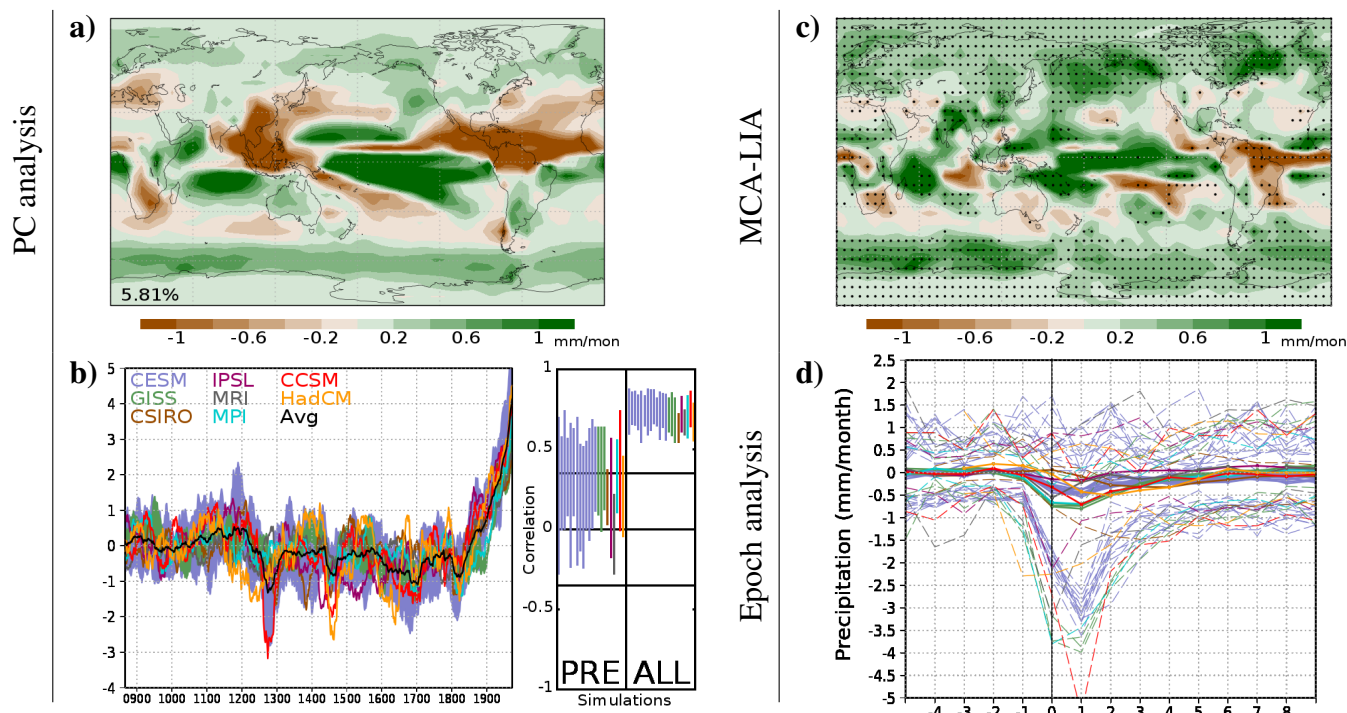 a)
PC analysis
5.81%
-1 -0.6 -0.2 0.2 0.6 1 mm/mon
c)
MCA-LIA
-1 -0.6 -0.2 0.2 0.6 1 mm/mon
b)
CESM IPSL CCSM
GISS MRI HadCM
CSIRO MPI Avg
5
4
3
2
1
0
-1
-2
-3
-4
0900 1000 1100 1200 1300 1400 1500 1600 1700 1800 1900
1
0.5
0
-0.5
-1
Correlation
PRE ALL
Simulations
d)
Epoch analysis
Precipitation (mm/month)
2.5
2
1.5
1
0.5
0
-0.5
-1
-1.5
-2
-2.5
-3
-3.5
-4
-4.5
-5
-4 -3 -2 -1 0 1 2 3 4 5 6 7 8